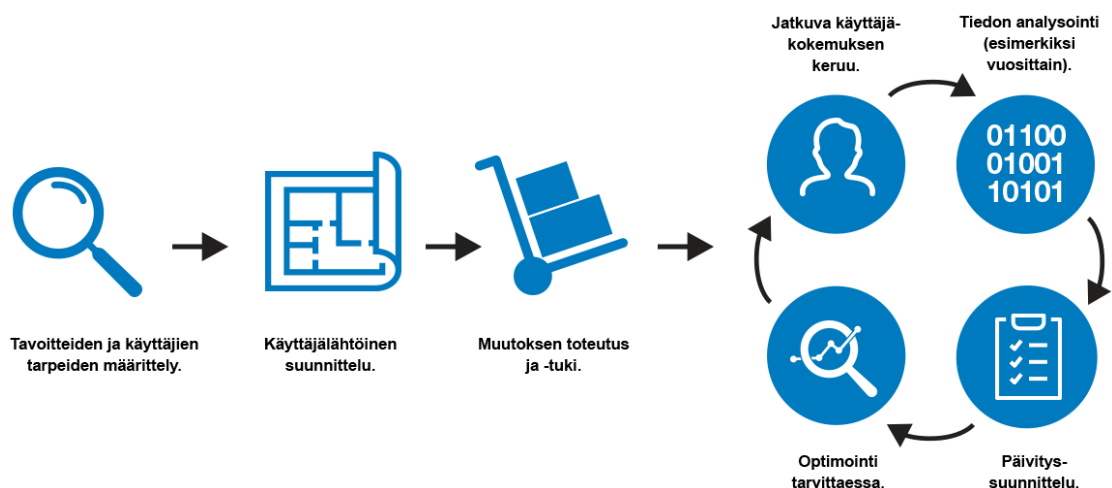 Tavoitteiden ja käyttäjien
tarpeiden määrittely.
Käyttäjälähtöinen
suunnittelu.
Muutoksen toteutus
ja -tuki.
Jatkuva käyttäjä-
kokemuksen
keruu.
Tiedon analysointi
(esimerkiksi
vuosittain).
01100
01001
10101
Päivitys-
suunnittelu.
Optimointi
tarvittaessa.